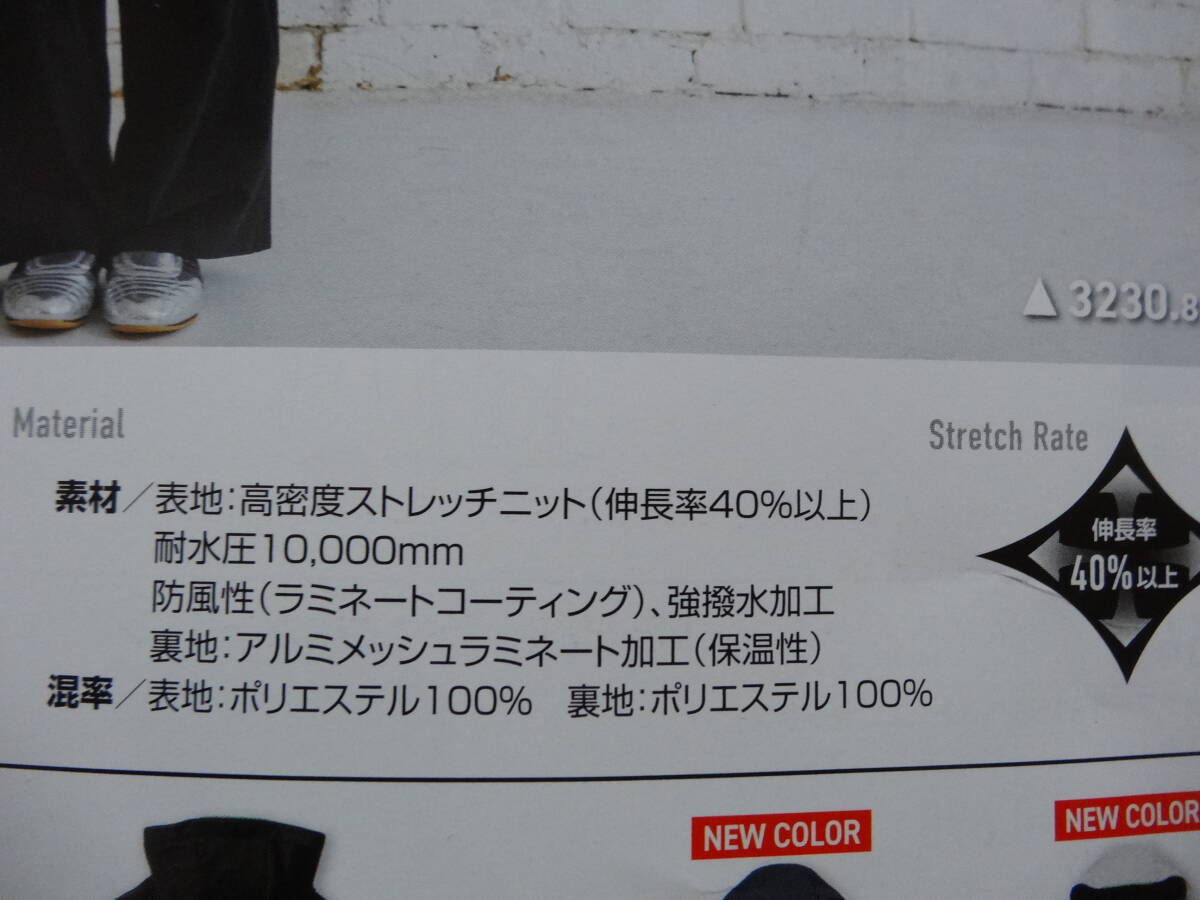 ▲3230.8
Material
Stretch Rate
素材／表地：高密度ストレッチニット（伸長率40％以上）
耐水圧10,000mm
防風性（ラミネートコーティング）、強撥水加工
裏地：アルミメッシュラミネート加工（保温性）
混率／表地：ポリエステル100％　裏地：ポリエステル100％
伸長率
40％以上
NEW COLOR
NEW COLOR